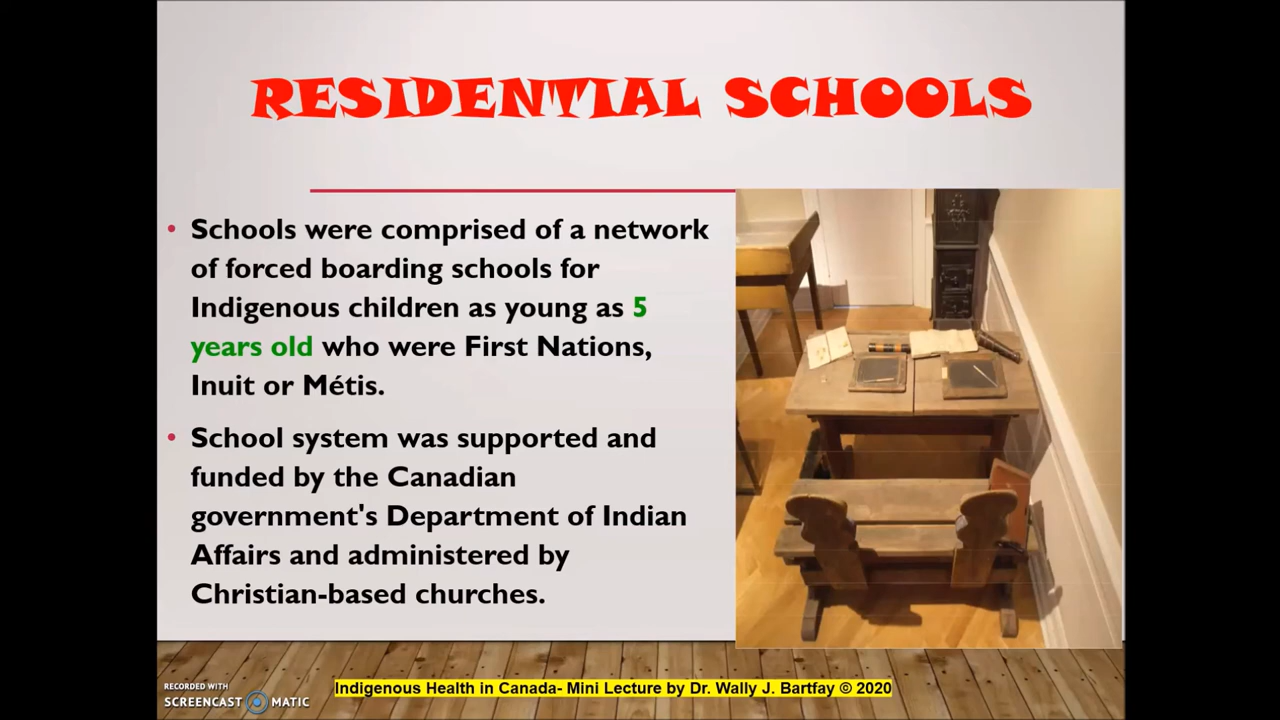 RESIDENTIAL SCHOOLS
• Schools were comprised of a network
of forced boarding schools for
Indigenous children as young as 5
years old who were First Nations,
Inuit or Métis.
• School system was supported and
funded by the Canadian
government's Department of Indian
Affairs and administered by
Christian-based churches.
Indigenous Health in Canada- Mini Lecture by Dr. Wally J. Bartfay © 2020
RECORDED WITH
SCREENCAST MATIC